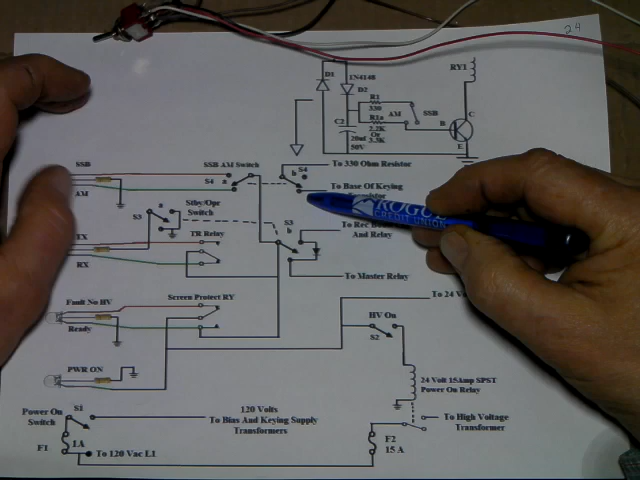 24
D1
1N4148
D2
RY1
R1
330
SSB
AM
R1a
2.2K
Or
3.3K
C2
20uf
50V
B
C
E
SSB
SSB AM Switch
b
S4
To 330 Ohm Resistor
S4
a
AM
To Base Of Keying
ROGUE
CREDIT UNION
Stby/Opr
Switch
a
S3
TX
TR Relay
RX
S3
b
To Rec
And Relay
To Master Relay
Fault No HV
Screen Protect RY
Ready
To 24 V
HV On
S2
PWR ON
24 Volt 15Amp SPST
Power On Relay
Power On
Switch
S1
120 Volts
To Bias And Keying Supply
Transformers
To High Voltage
Transformer
F1
1A
To 120 Vac L1
F2
15 A